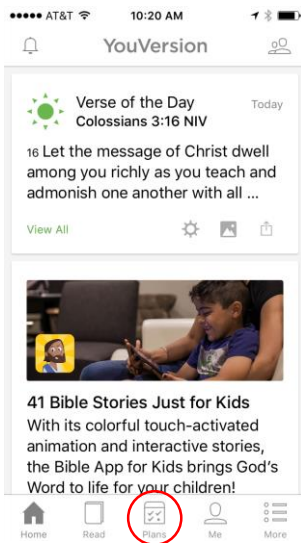 AT&T 10:20 AM
YouVersion
Verse of the Day Today
Colossians 3:16 NIV
16 Let the message of Christ dwell
among you richly as you teach and
admonish one another with all ...
View All
41 Bible Stories Just for Kids
With its colorful touch-activated
animation and interactive stories,
the Bible App for Kids brings God's
Word to life for your children!
Home Read Plans Me More